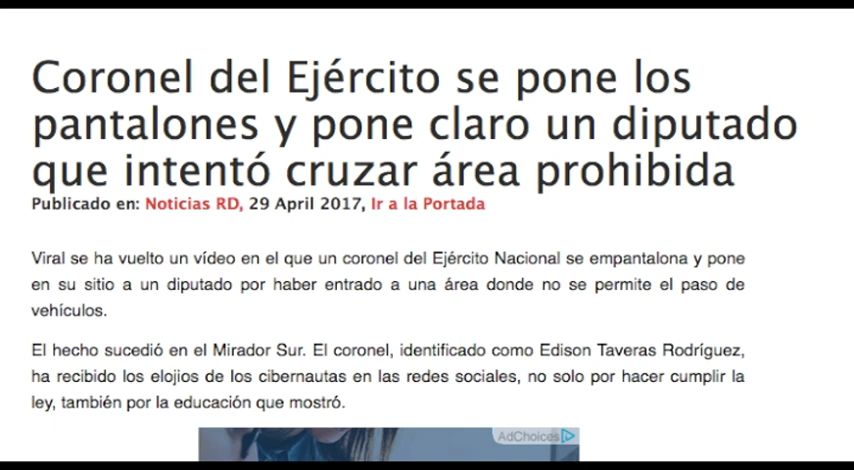 Coronel del Ejército se pone los
pantalones y pone claro un diputado
que intentó cruzar área prohibida
Publicado en: Noticias RD, 29 April 2017, Ir a la Portada
Viral se ha vuelto un vídeo en el que un coronel del Ejército Nacional se empantalona y pone
en su sitio a un diputado por haber entrado a una área donde no se permite el paso de
vehículos.
El hecho sucedió en el Mirador Sur. El coronel, identificado como Edison Taveras Rodríguez,
ha recibido los elojios de los cibernautas en las redes sociales, no solo por hacer cumplir la
ley, también por la educación que mostró.
AdChoices